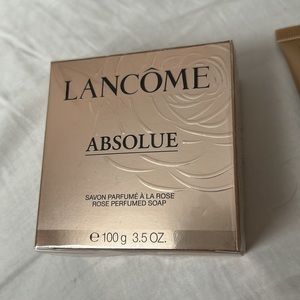 LANCÔME
ABSOLUE
SAVON PARFUMÉ À LA ROSE
ROSE PERFUMED SOAP
℮ 100 g 3.5 OZ.